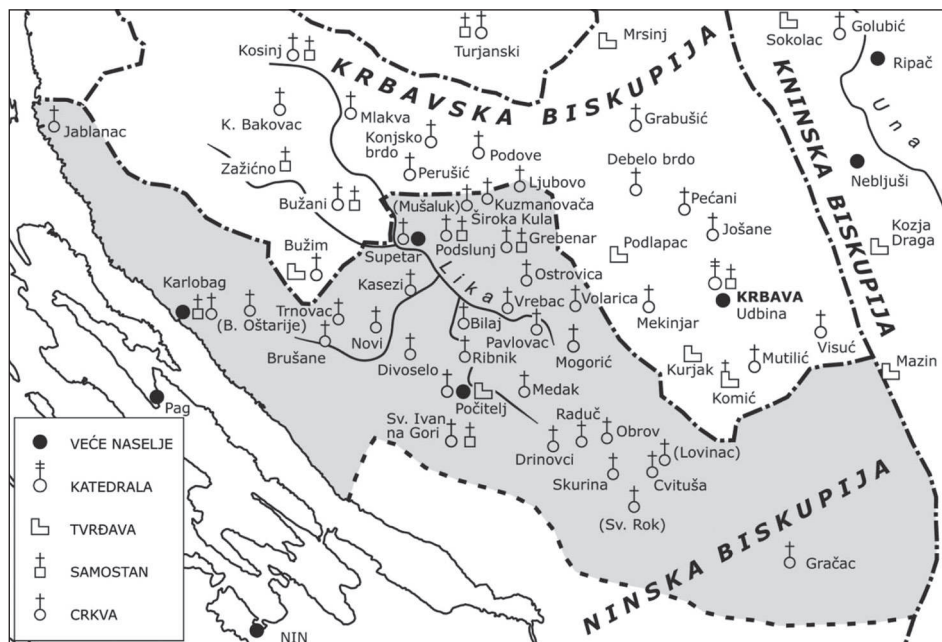 Kosinj
Turjanski
Mrsinj
Sokolac
Golubić
Ripač
Una
KRBAVSKA BISKUPIJA
KNINSKA BISKUPIJA
Jablanac
K. Bakovac
Mlakva
Konjsko
brdo
Podove
Grabušić
Zažićno
Perušić
Ljubovo
Debelo brdo
Nebljuši
Bužani
(Mušaluk)
Kuzmanovača
Pećani
Široka Kula
Jošane
Kozja
Draga
Bužim
Supetar
Podslunj
Grebenar
Podlapac
Karlobag
Kasezi
Lika
Ostrovica
KRBAVA
Udbina
(B. Oštarije)
Trnovac
Vrebac
Volarica
Mekinjar
Brušane
Novi
Bilaj
Pavlovac
Mogorić
Visuć
Divoselo
Ribnik
Kurjak
Mutilić
Mazin
Pag
Počitelj
Medak
Komić
Sv. Ivan
na Gori
Raduč
Obrov
Drinovci
(Lovinac)
Skurina
Cvituša
(Sv. Rok)
NINSKA BISKUPIJA
Gračac
VEĆE NASELJE
KATEDRALA
TVRĐAVA
SAMOSTAN
CRKVA
NIN